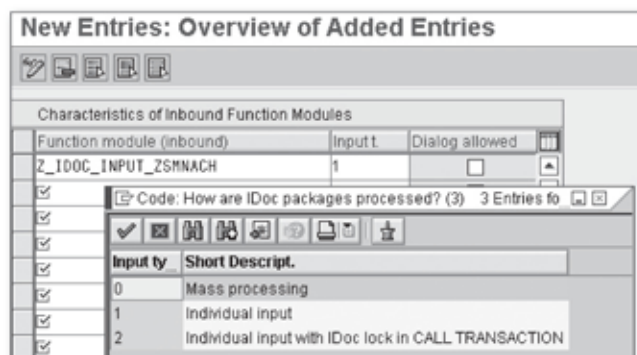 New Entries: Overview of Added Entries
Characteristics of Inbound Function Modules
Function module (inbound) Input t. Dialog allowed
Z_IDOC_INPUT_ZSMNACH 1
Code: How are IDoc packages processed? (3) 3 Entries fo
Input ty Short Descript.
0 Mass processing
1 Individual input
2 Individual input with IDoc lock in CALL TRANSACTION